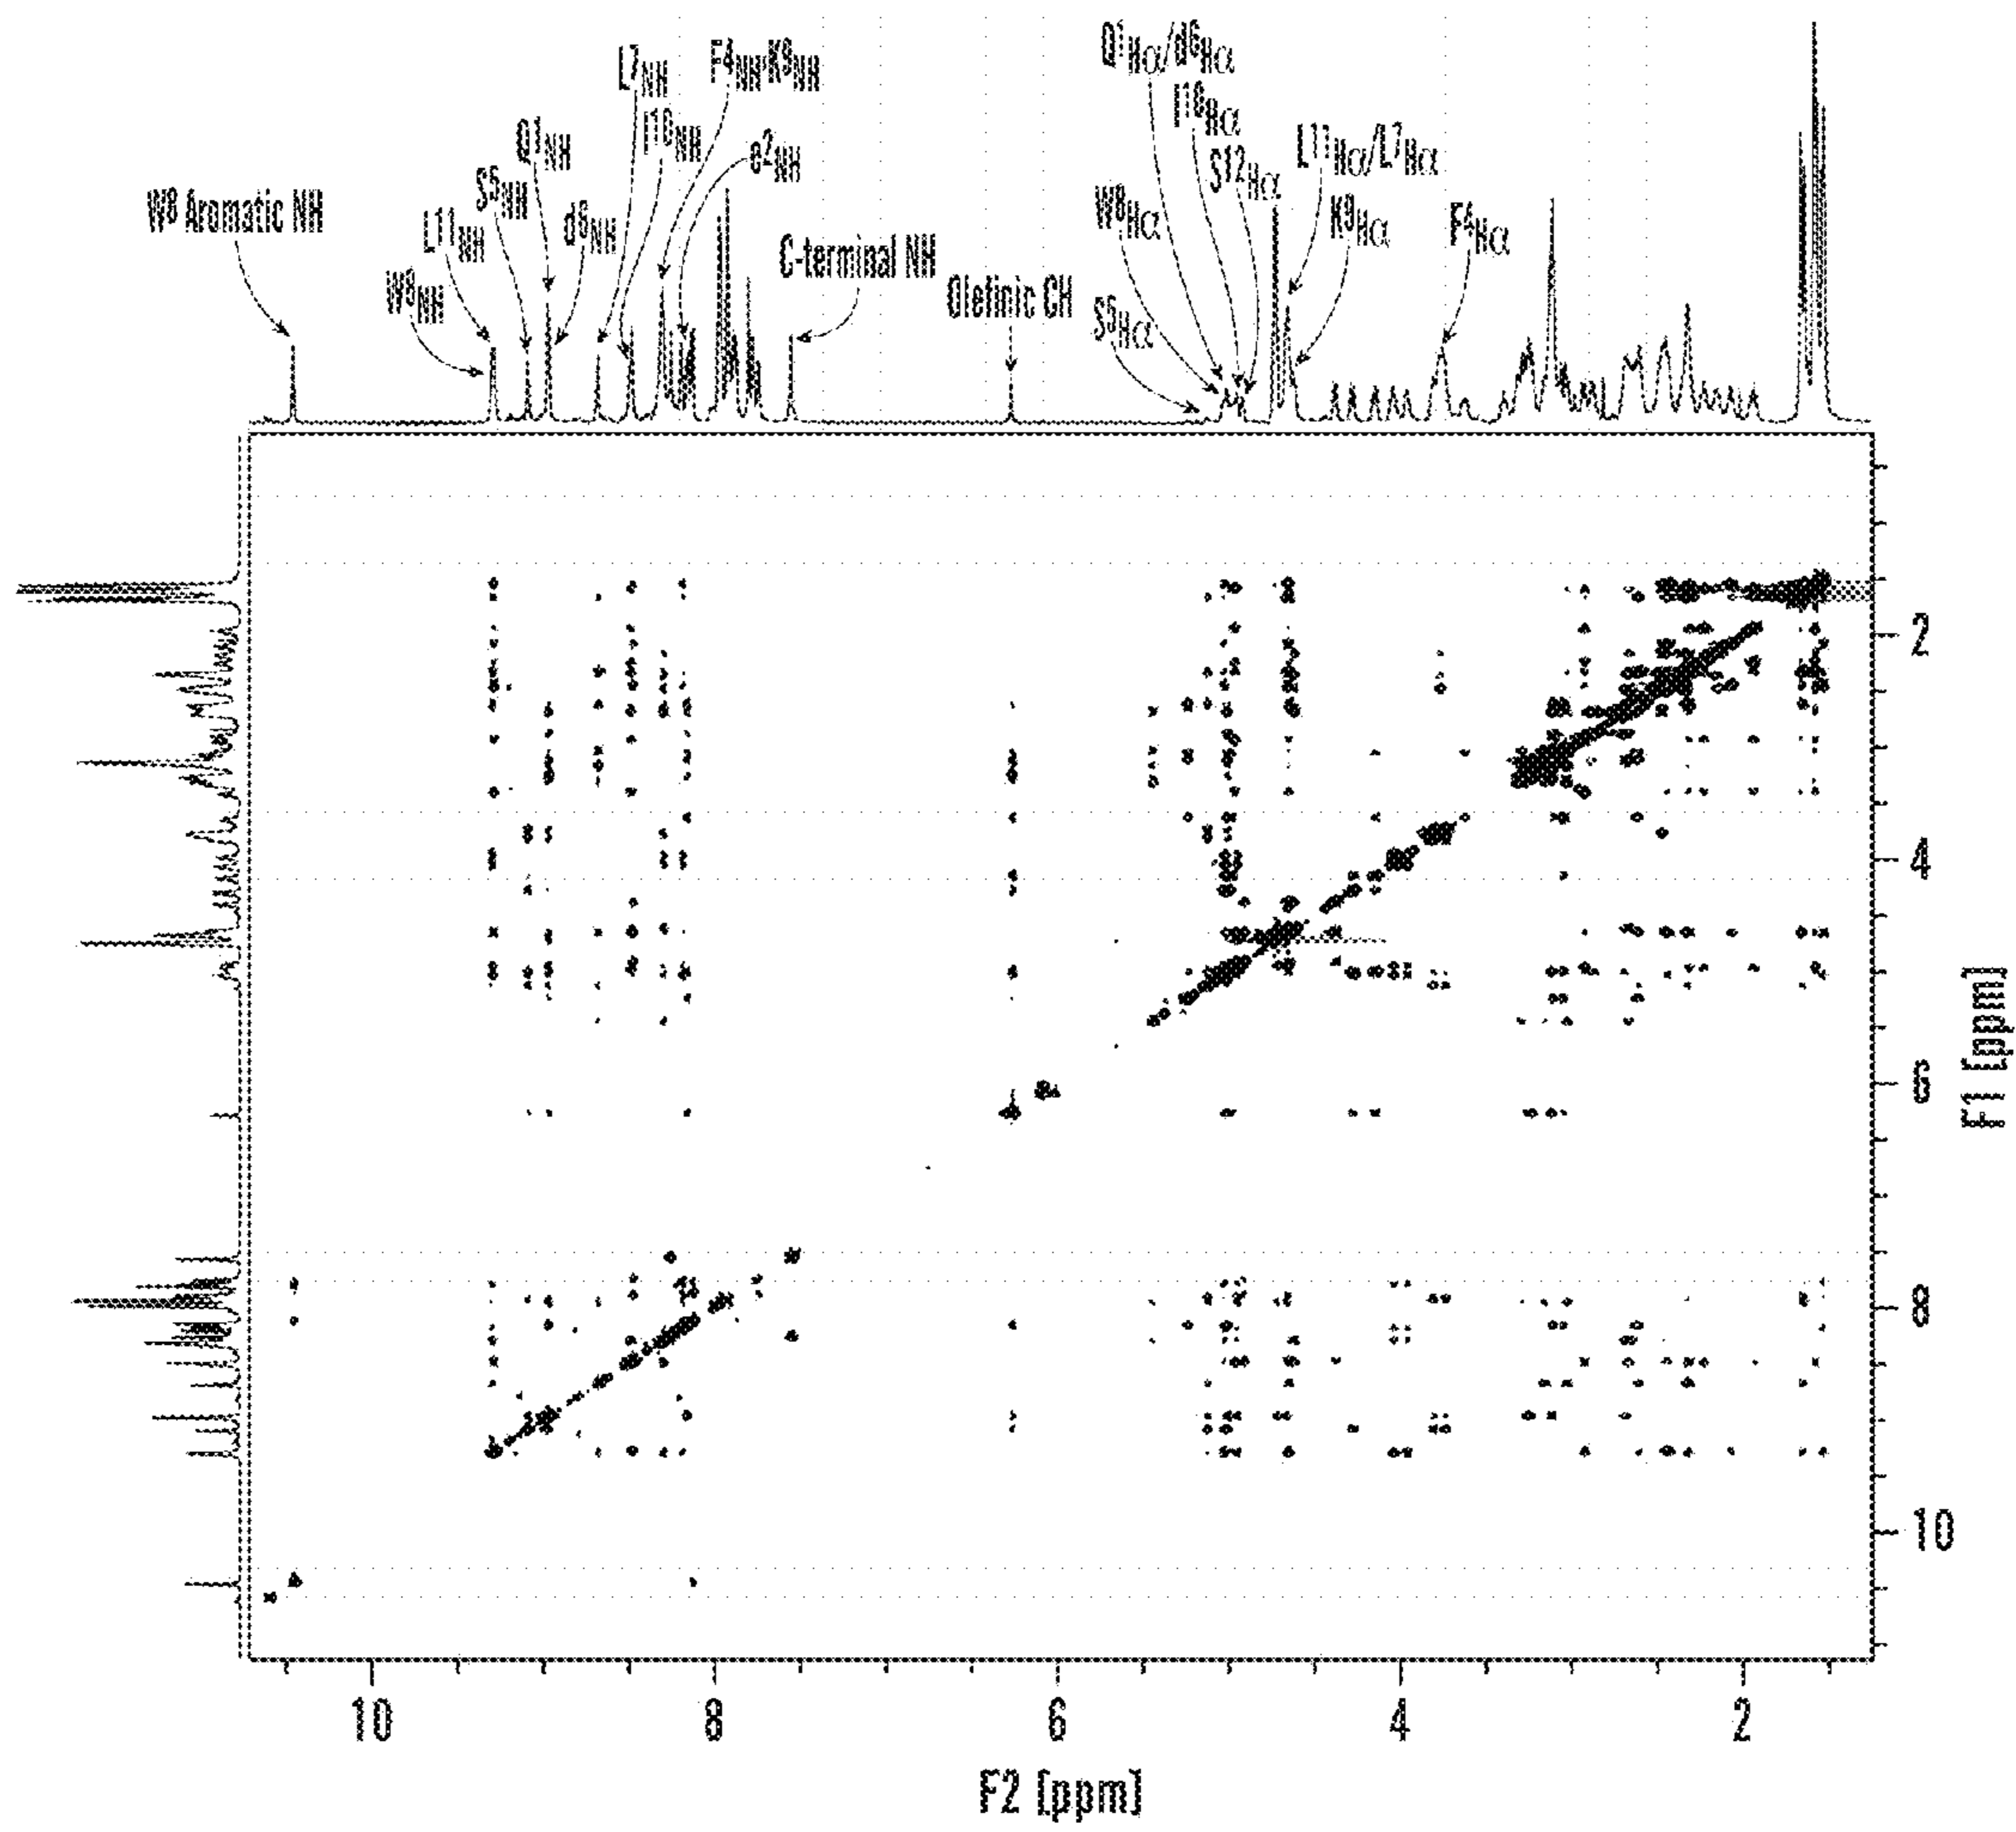 Q1Hα/d6Hα
L7NH
F4NH,K9NH
I10NH
I10Hα
Q1NH
e2NH
S12Hα
L11Hα/L7Hα
S5NH
W8 Aromatic NH
L11NH
d6NH
W8Hα
K9Hα
F4Hα
C-terminal NH
W8NH
Olefinic CH
S5Hα
2
4
6
8
10
F1 [ppm]
10
8
6
4
2
F2 [ppm]